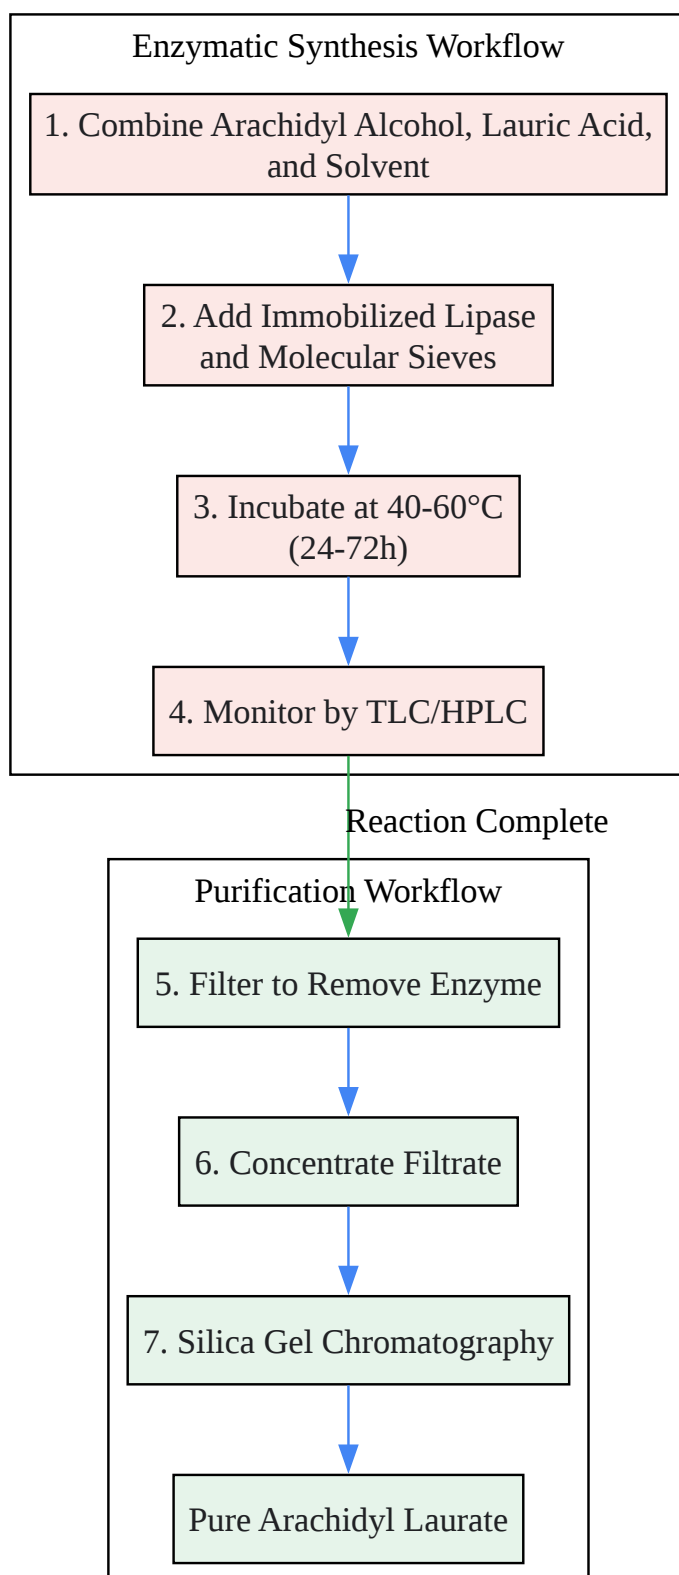 Enzymatic Synthesis Workflow
1. Combine Arachidyl Alcohol, Lauric Acid,
and Solvent
2. Add Immobilized Lipase
and Molecular Sieves
3. Incubate at 40-60°C
(24-72h)
4. Monitor by TLC/HPLC
Reaction Complete
Purification Workflow
5. Filter to Remove Enzyme
6. Concentrate Filtrate
7. Silica Gel Chromatography
Pure Arachidyl Laurate